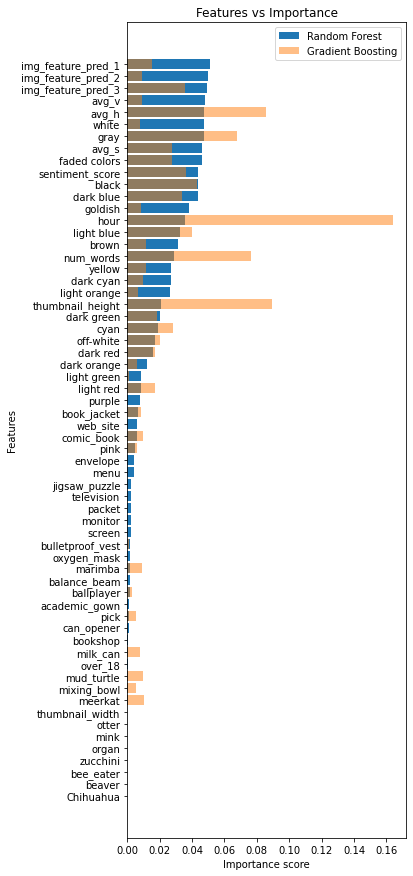 Features vs Importance
Random Forest
Gradient Boosting
img_feature_pred_1
img_feature_pred_2
img_feature_pred_3
avg_v
avg_h
white
gray
avg_s
faded colors
sentiment_score
black
dark blue
goldish
hour
light blue
brown
num_words
yellow
dark cyan
light orange
thumbnail_height
dark green
cyan
off-white
dark red
dark orange
light green
light red
purple
book_jacket
web_site
comic_book
pink
envelope
menu
jigsaw_puzzle
television
packet
monitor
screen
bulletproof_vest
oxygen_mask
marimba
balance_beam
ballplayer
academic_gown
pick
can_opener
bookshop
milk_can
over_18
mud_turtle
mixing_bowl
meerkat
thumbnail_width
otter
mink
organ
zucchini
bee_eater
beaver
Chihuahua
Features
0.00 0.02 0.04 0.06 0.08 0.10 0.12 0.14 0.16
Importance score